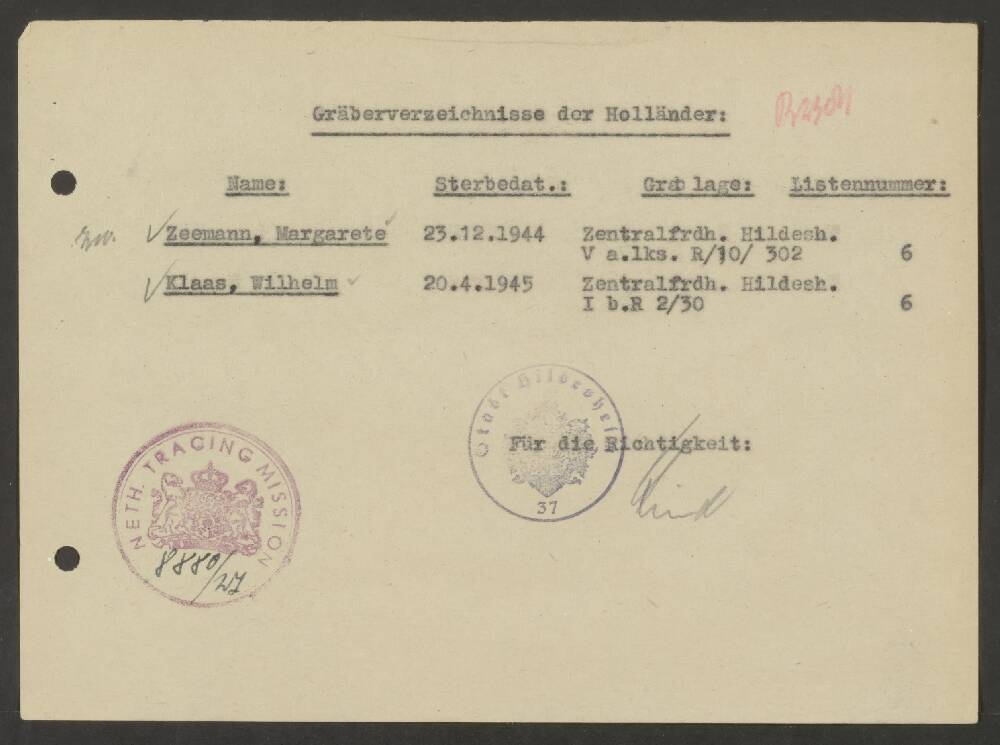 Gräberverzeichnisse der Holländer:
Name: Sterbedat.: Grablage: Listennummer:
Zeemann, Margarete 23.12.1944 Zentralfrdh. Hildesh.
V a.lks. R/10/ 302 6
Klaas, Wilhelm 20.4.1945 Zentralfrdh. Hildesh.
I b.R 2/30 6
Stadt Hildesheim
Für die Richtigkeit:
37
NETH. TRACING MISSION
8880/27